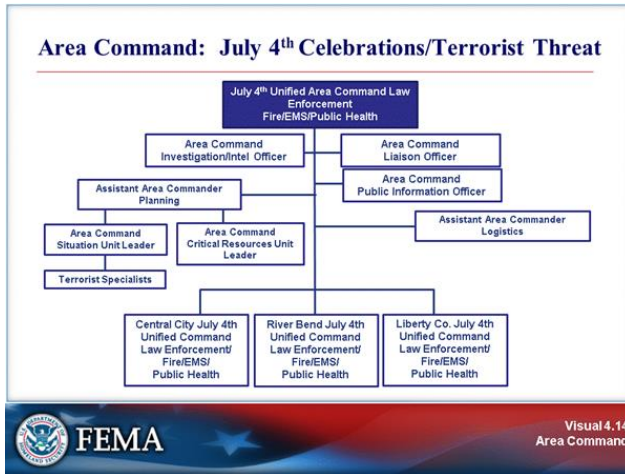 Area Command: July 4th Celebrations/Terrorist Threat
July 4th Unified Area Command Law
Enforcement
Fire/EMS/Public Health
Area Command
Investigation/Intel Officer
Area Command
Liaison Officer
Area Command
Public Information Officer
Assistant Area Commander
Planning
Assistant Area Commander
Logistics
Area Command
Situation Unit Leader
Area Command
Critical Resources Unit
Leader
Terrorist Specialists
Central City July 4th
Unified Command
Law Enforcement/
Fire/EMS/
Public Health
River Bend July 4th
Unified Command
Law Enforcement/
Fire/EMS/
Public Health
Liberty Co. July 4th
Unified Command
Law Enforcement/
Fire/EMS/
Public Health
FEMA
Visual 4.14
Area Command